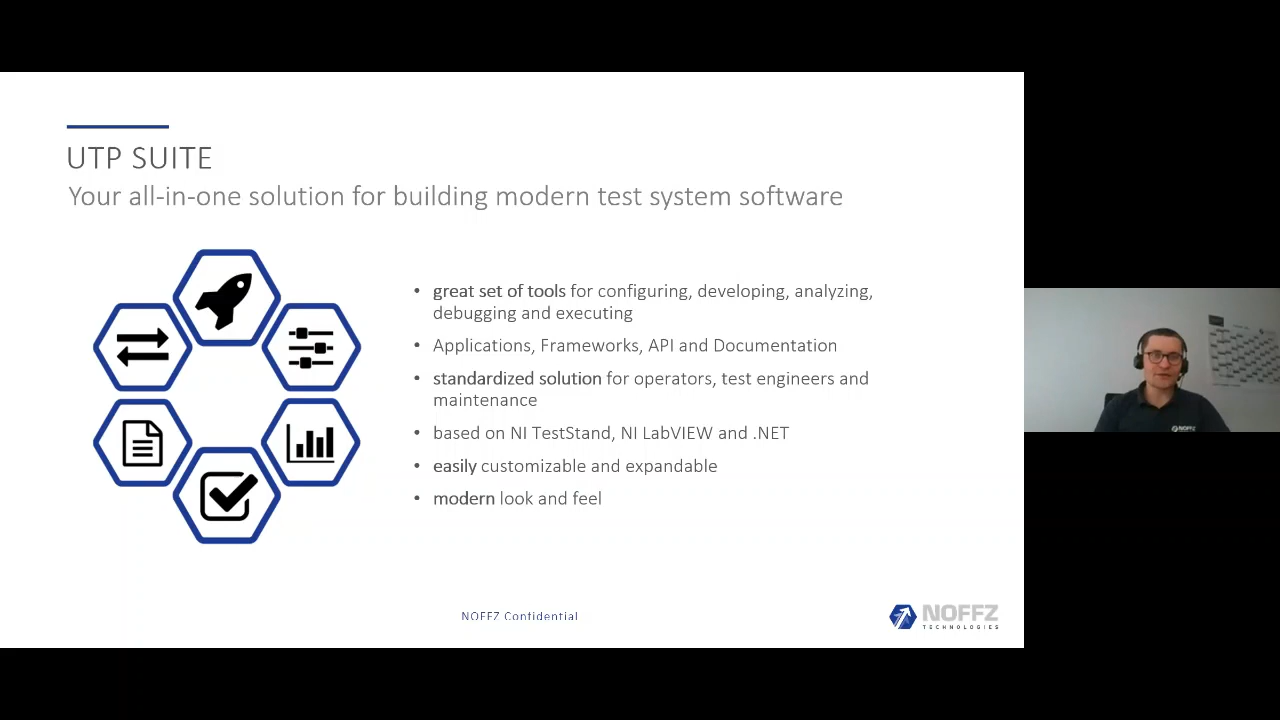 UTP SUITE
Your all-in-one solution for building modern test system software
• great set of tools for configuring, developing, analyzing,
debugging and executing
• Applications, Frameworks, API and Documentation
• standardized solution for operators, test engineers and
maintenance
• based on NI TestStand, NI LabVIEW and .NET
• easily customizable and expandable
• modern look and feel
NOFFZ Confidential
NOFFZ
TECHNOLOGIES
NOFFZ